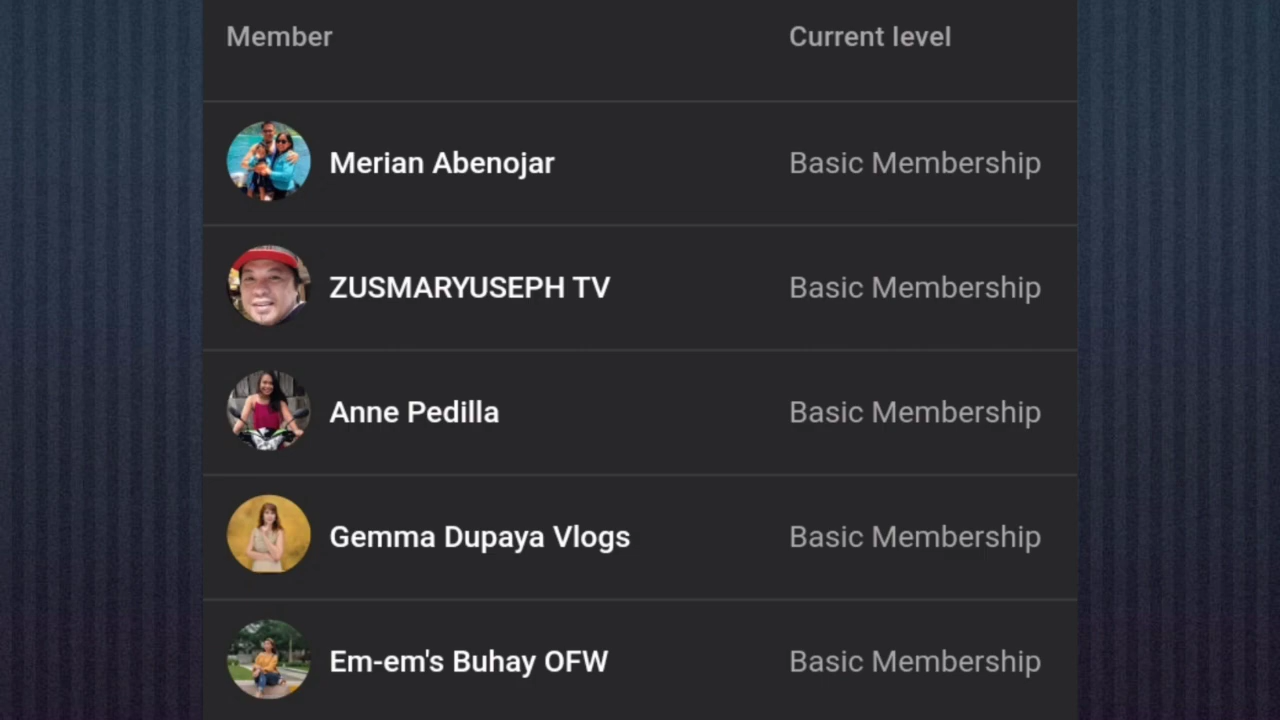 Member Current level
Merian Abenojar Basic Membership
ZUSMARYUSEPH TV Basic Membership
Anne Pedilla Basic Membership
Gemma Dupaya Vlogs Basic Membership
Em-em's Buhay OFW Basic Membership